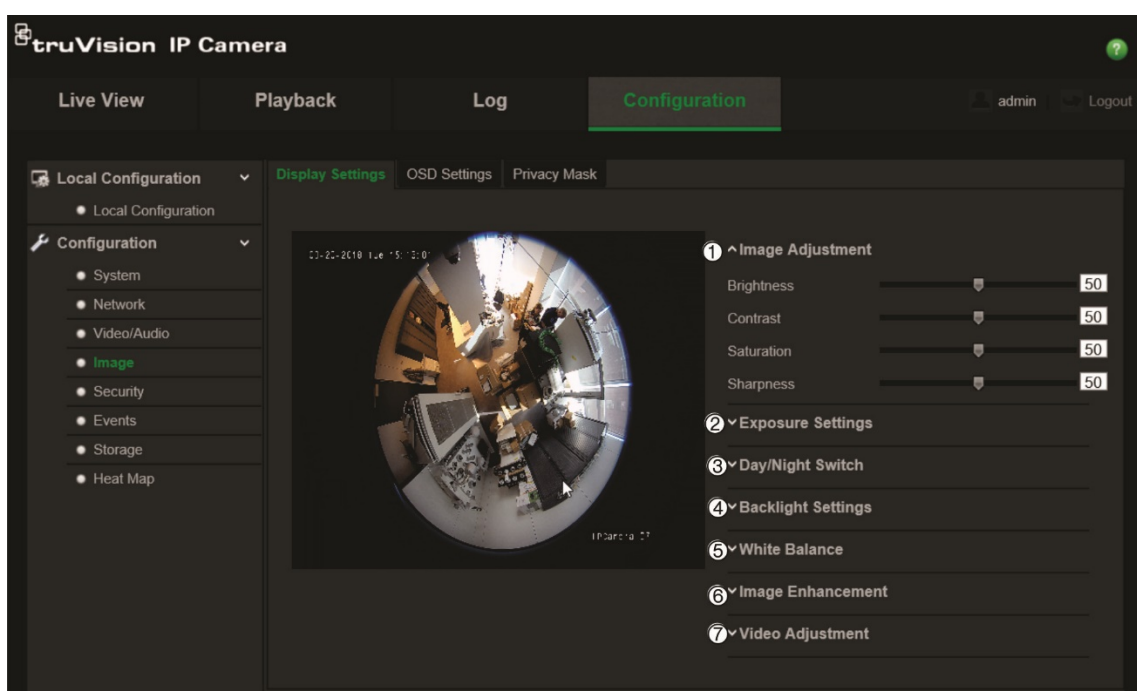 truVision IP Camera
?
Live View
Playback
Log
Configuration
admin
Logout
Local Configuration
Local Configuration
Configuration
System
Network
Video/Audio
Image
Security
Events
Storage
Heat Map
Display Settings
OSD Settings
Privacy Mask
IPCamera 07
1 Image Adjustment
Brightness 50
Contrast 50
Saturation 50
Sharpness 50
2 Exposure Settings
3 Day/Night Switch
4 Backlight Settings
5 White Balance
6 Image Enhancement
7 Video Adjustment